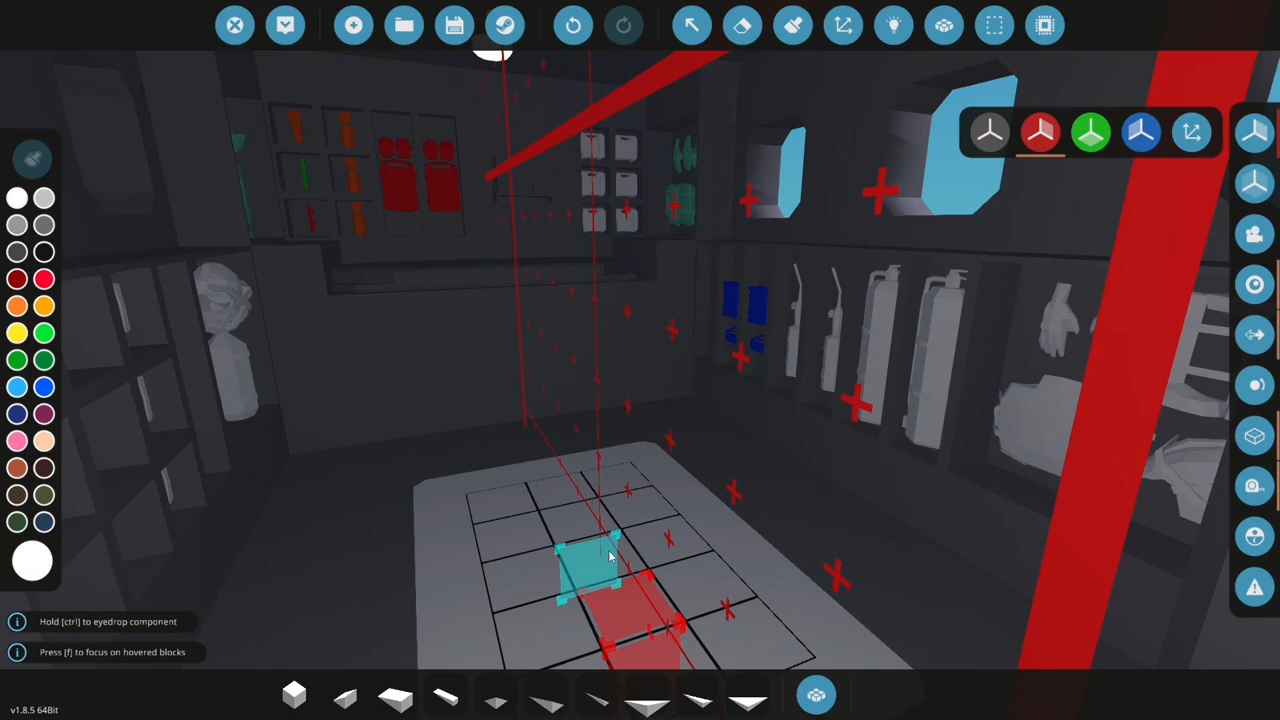 Hold [ctrl] to eyedrop component
Press [f] to focus on hovered blocks
v1.8.5 64Bit